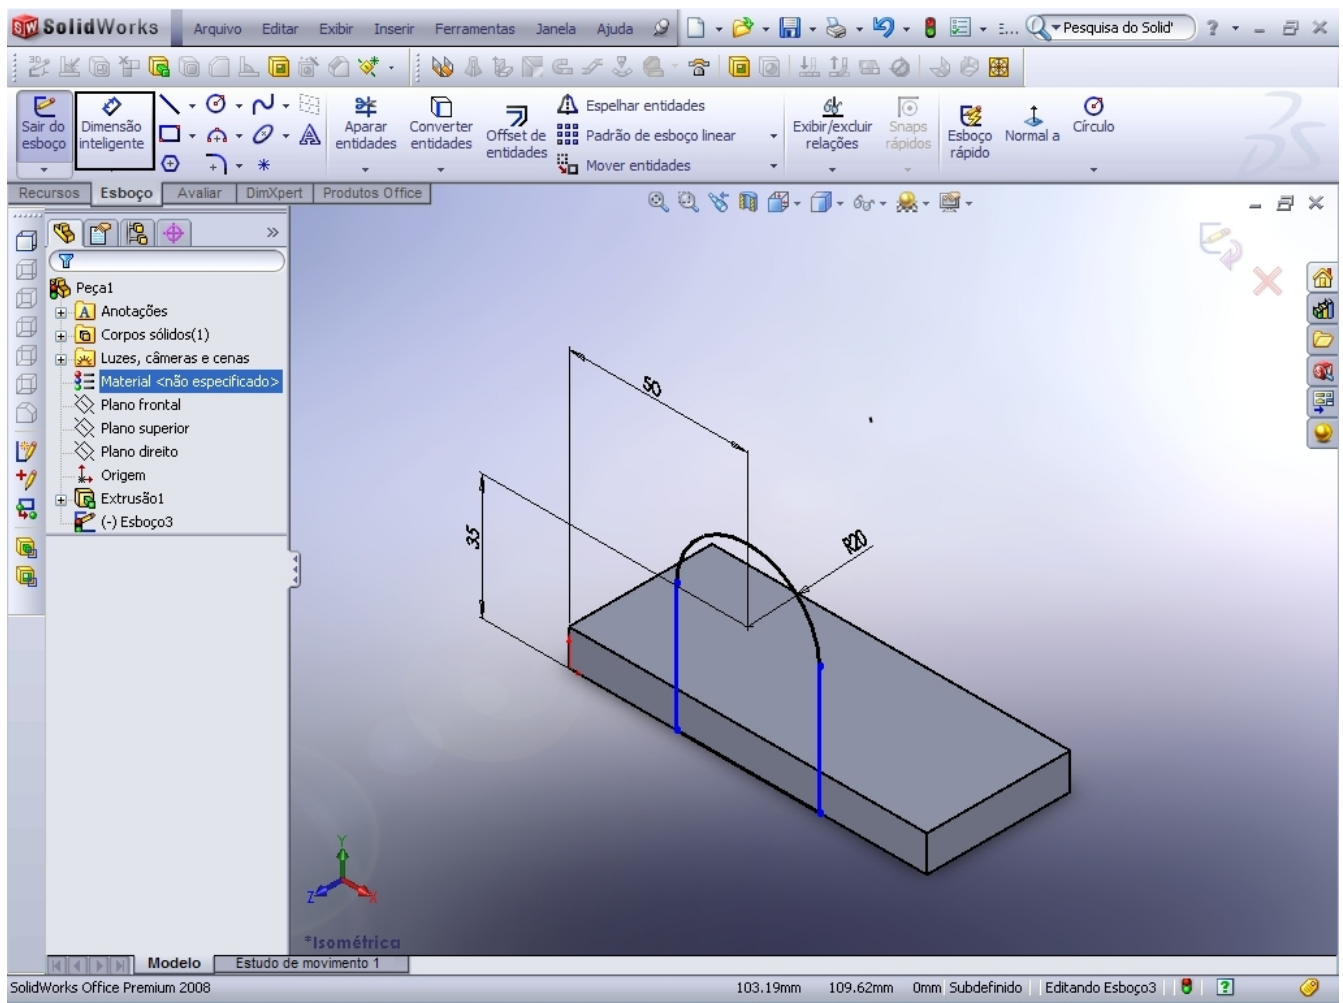 SolidWorks Arquivo Editar Exibir Inserir Ferramentas Janela Ajuda E... Pesquisa do Solid' ?
Sair do esboço
Dimensão inteligente
Aparar entidades
Converter entidades
Offset de entidades
Espelhar entidades
Padrão de esboço linear
Mover entidades
Exibir/excluir relações
Snaps rápidos
Esboço rápido
Normal a
Círculo
Recursos Esboço Avaliar DimXpert Produtos Office
Peça1
Anotações
Corpos sólidos(1)
Luzes, câmeras e cenas
Material <não especificado>
Plano frontal
Plano superior
Plano direito
Origem
Extrusão1
(-) Esboço3
50
35
R20
Y
Z
X
*Isométrica
Modelo Estudo de movimento 1
SolidWorks Office Premium 2008 103.19mm 109.62mm 0mm Subdefinido Editando Esboço3